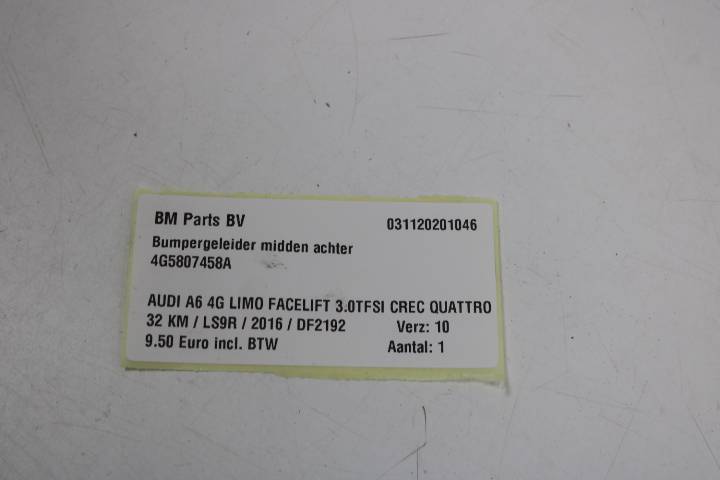 BM Parts BV 031120201046
Bumpergeleider midden achter
4G5807458A
AUDI A6 4G LIMO FACELIFT 3.0TFSI CREC QUATTRO
32 KM / LS9R / 2016 / DF2192 Verz: 10
9.50 Euro incl. BTW Aantal: 1